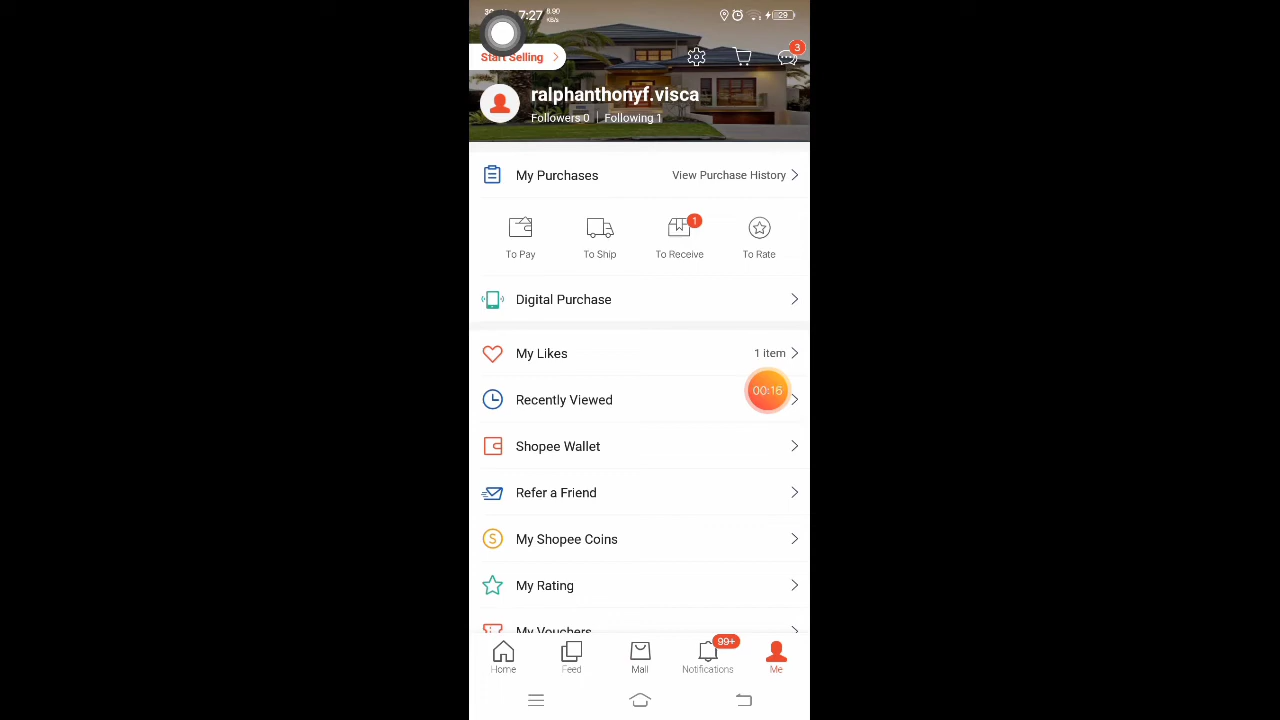 7:27 8.90 KB/s 29
Start Selling
3
ralphanthonyf.visca
Followers 0 Following 1
My Purchases View Purchase History
1
To Pay To Ship To Receive To Rate
Digital Purchase
My Likes 1 item
00:16
Recently Viewed
Shopee Wallet
Refer a Friend
S My Shopee Coins
My Rating
My Vouchers
99+
Home Feed Mall Notifications Me